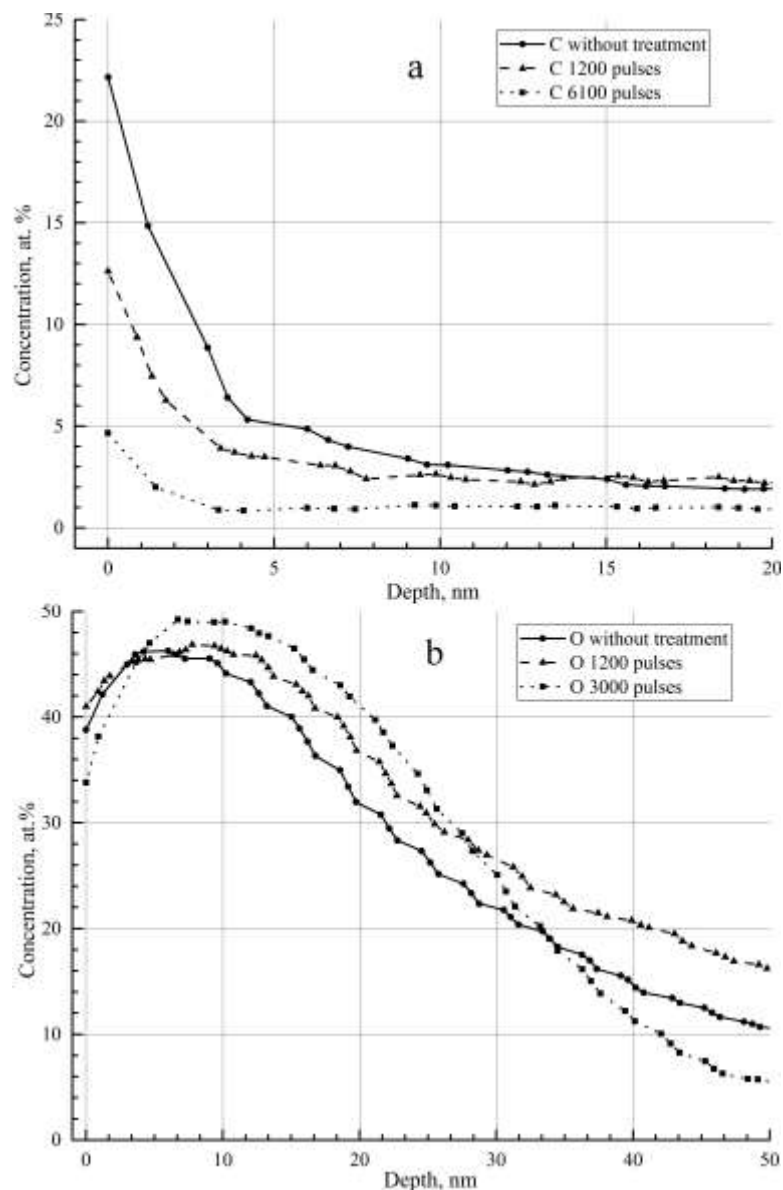 a
C without treatment
C 1200 pulses
C 6100 pulses
Concentration, at. %
25
20
15
10
5
0
0 5 10 15 20
Depth, nm
b
O without treatment
O 1200 pulses
O 3000 pulses
Concentration, at.%
50
40
30
20
10
0
0 10 20 30 40 50
Depth, nm